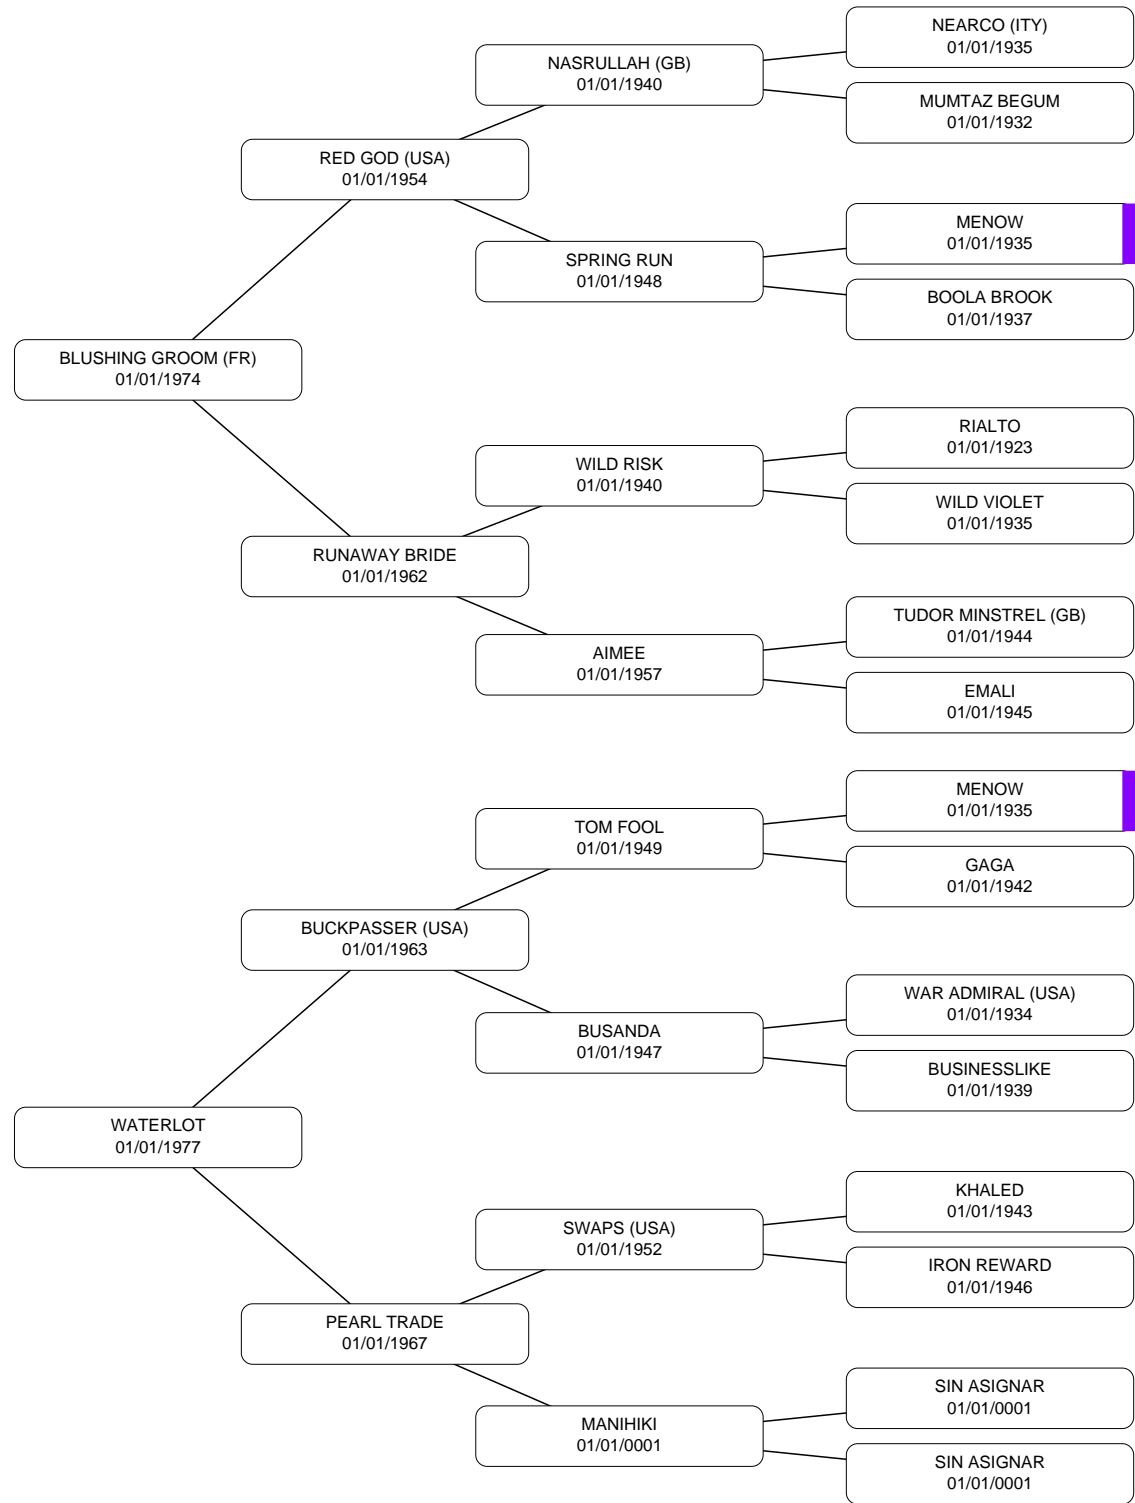 NEARCO (ITY)
01/01/1935
NASRULLAH (GB)
01/01/1940
MUMTAZ BEGUM
01/01/1932
RED GOD (USA)
01/01/1954
MENOW
01/01/1935
SPRING RUN
01/01/1948
BOOLA BROOK
01/01/1937
BLUSHING GROOM (FR)
01/01/1974
RIALTO
01/01/1923
WILD RISK
01/01/1940
WILD VIOLET
01/01/1935
RUNAWAY BRIDE
01/01/1962
TUDOR MINSTREL (GB)
01/01/1944
AIMEE
01/01/1957
EMALI
01/01/1945
MENOW
01/01/1935
TOM FOOL
01/01/1949
GAGA
01/01/1942
BUCKPASSER (USA)
01/01/1963
WAR ADMIRAL (USA)
01/01/1934
BUSANDA
01/01/1947
BUSINESSLIKE
01/01/1939
WATERLOT
01/01/1977
KHALED
01/01/1943
SWAPS (USA)
01/01/1952
IRON REWARD
01/01/1946
PEARL TRADE
01/01/1967
SIN ASIGNAR
01/01/0001
MANIHIKI
01/01/0001
SIN ASIGNAR
01/01/0001